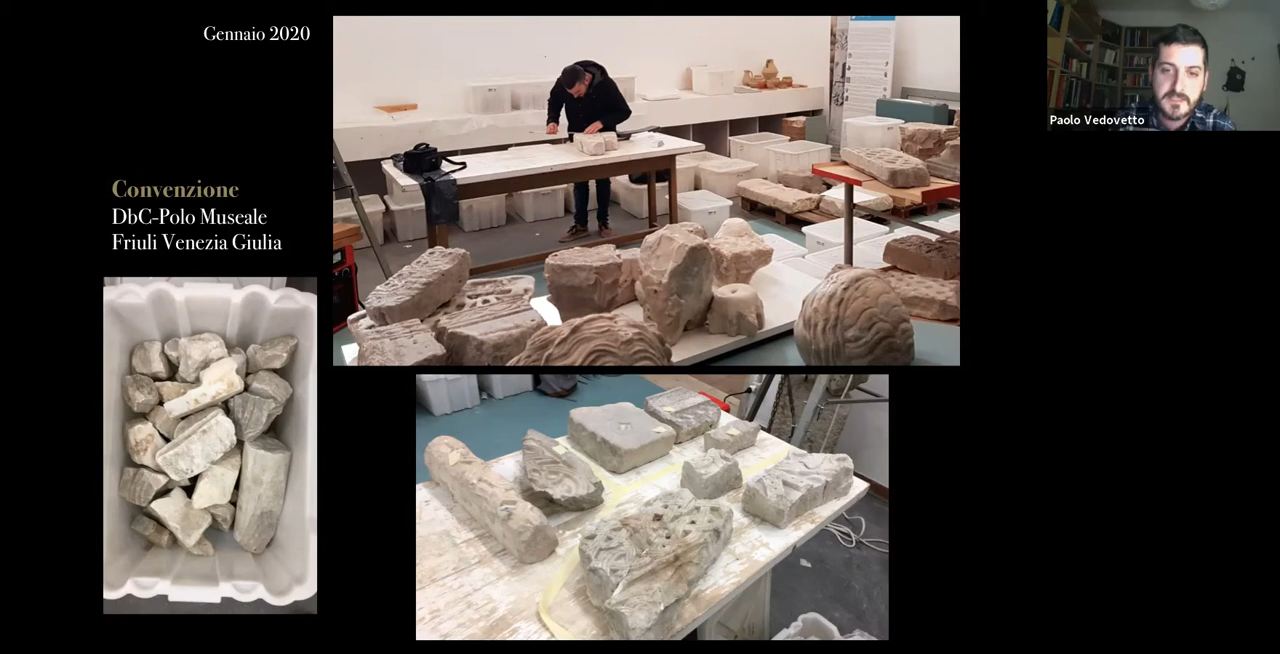 Gennaio 2020
Convenzione
DbC-Polo Museale
Friuli Venezia Giulia
Paolo Vedovetto